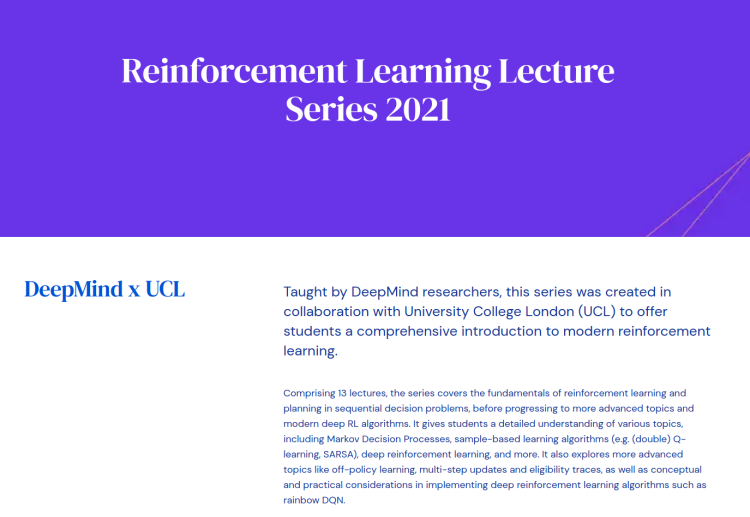 Reinforcement Learning Lecture
Series 2021
DeepMind x UCL
Taught by DeepMind researchers, this series was created in
collaboration with University College London (UCL) to offer
students a comprehensive introduction to modern reinforcement
learning.
Comprising 13 lectures, the series covers the fundamentals of reinforcement learning and
planning in sequential decision problems, before progressing to more advanced topics and
modern deep RL algorithms. It gives students a detailed understanding of various topics,
including Markov Decision Processes, sample-based learning algorithms (e.g. (double) Q-
learning, SARSA), deep reinforcement learning, and more. It also explores more advanced
topics like off-policy learning, multi-step updates and eligibility traces, as well as conceptual
and practical considerations in implementing deep reinforcement learning algorithms such as
rainbow DQN.